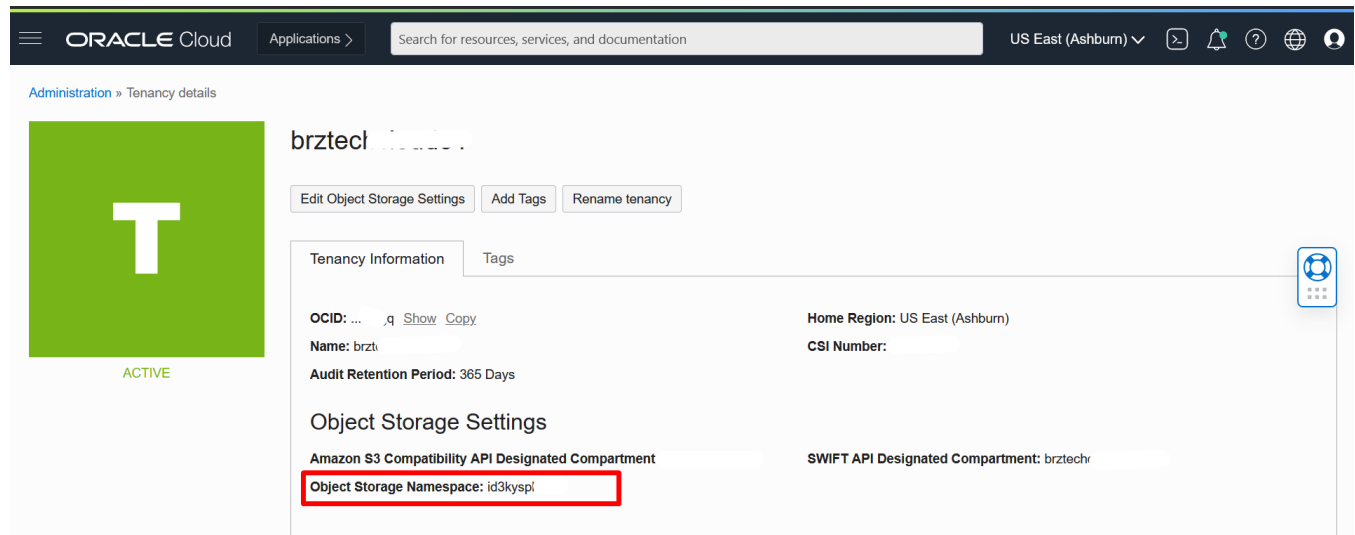 ORACLE Cloud Applications > Search for resources, services, and documentation US East (Ashburn)
Administration » Tenancy details
T
ACTIVE
Edit Object Storage Settings Add Tags Rename tenancy
Tenancy Information Tags
OCID: ... q Show Copy
Home Region: US East (Ashburn)
Name:
CSI Number:
Audit Retention Period: 365 Days
Object Storage Settings
Amazon S3 Compatibility API Designated Compartment
SWIFT API Designated Compartment:
Object Storage Namespace: